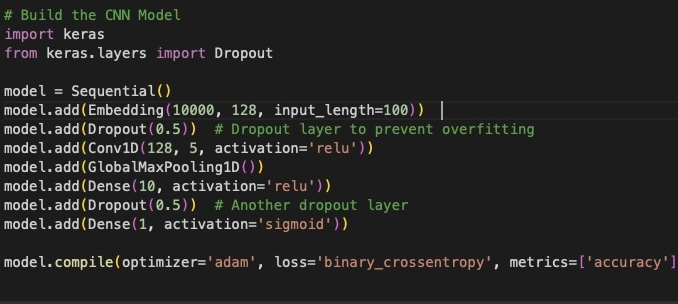 # Build the CNN Model
import keras
from keras.layers import Dropout
model = Sequential()
model.add(Embedding(10000, 128, input_length=100))
model.add(Dropout(0.5))  # Dropout layer to prevent overfitting
model.add(Conv1D(128, 5, activation='relu'))
model.add(GlobalMaxPooling1D())
model.add(Dense(10, activation='relu'))
model.add(Dropout(0.5))  # Another dropout layer
model.add(Dense(1, activation='sigmoid'))
model.compile(optimizer='adam', loss='binary_crossentropy', metrics=['accuracy']